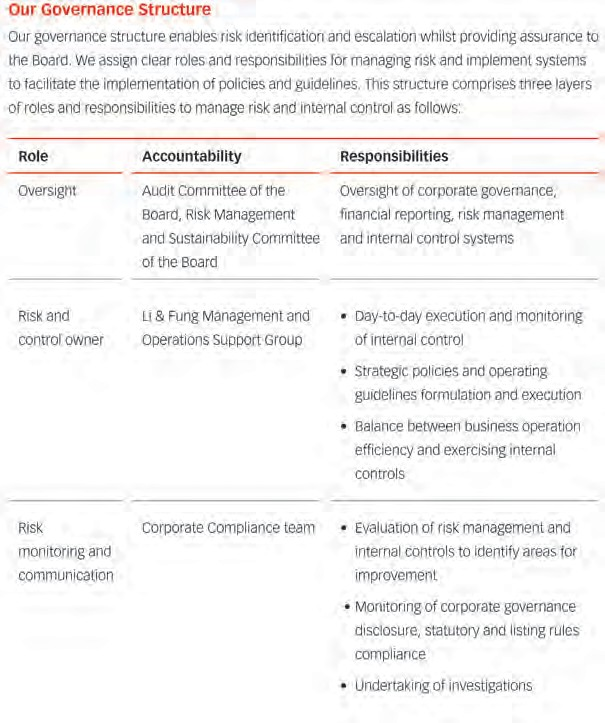 Our Governance Structure
Our governance structure enables risk identification and escalation whilst providing assurance to
the Board. We assign clear roles and responsibilities for managing risk and implement systems
to facilitate the implementation of policies and guidelines. This structure comprises three layers
of roles and responsibilities to manage risk and internal control as follows:
Role Accountability Responsibilities
Oversight
Audit Committee of the
Board, Risk Management
and Sustainability Committee
of the Board
Oversight of corporate governance,
financial reporting, risk management
and internal control systems
Risk and
control owner
Li & Fung Management and
Operations Support Group
• Day-to-day execution and monitoring
of internal control
• Strategic policies and operating
guidelines formulation and execution
• Balance between business operation
efficiency and exercising internal
controls
Risk
monitoring and
communication
Corporate Compliance team
• Evaluation of risk management and
internal controls to identify areas for
improvement
• Monitoring of corporate governance
disclosure, statutory and listing rules
compliance
• Undertaking of investigations